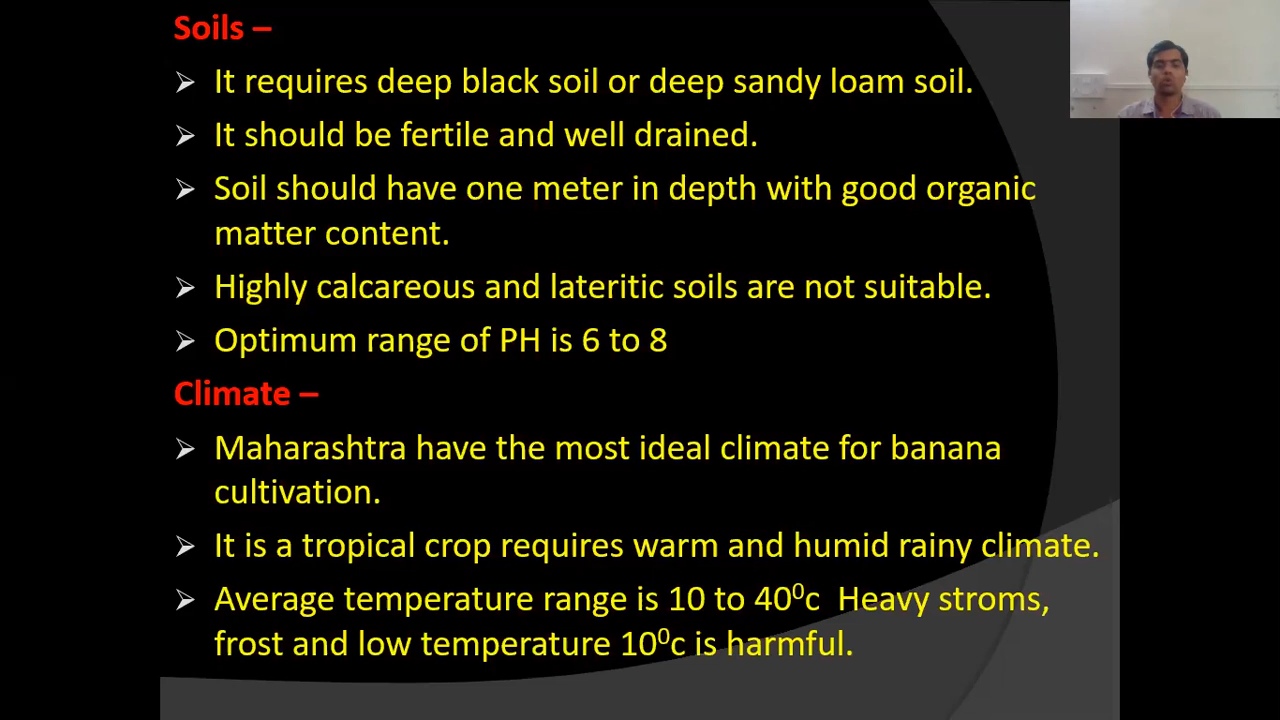 Soils –
It requires deep black soil or deep sandy loam soil.
It should be fertile and well drained.
Soil should have one meter in depth with good organic
matter content.
Highly calcareous and lateritic soils are not suitable.
Optimum range of PH is 6 to 8
Climate –
Maharashtra have the most ideal climate for banana
cultivation.
It is a tropical crop requires warm and humid rainy climate.
Average temperature range is 10 to 40⁰c  Heavy stroms,
frost and low temperature 10⁰c is harmful.